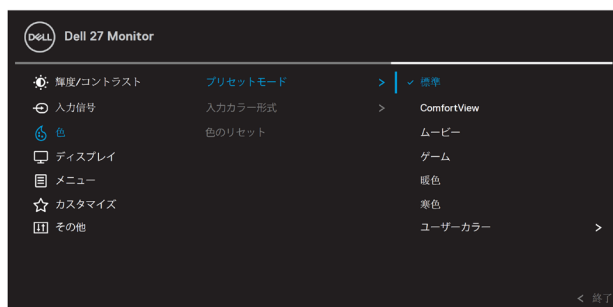 DELL Dell 27 Monitor
輝度/コントラスト プリセットモード > ✓ 標準
入力信号 入力カラー形式 > ComfortView
色 色のリセット ムービー
ディスプレイ ゲーム
メニュー 暖色
カスタマイズ 寒色
その他 ユーザーカラー >
< 終了